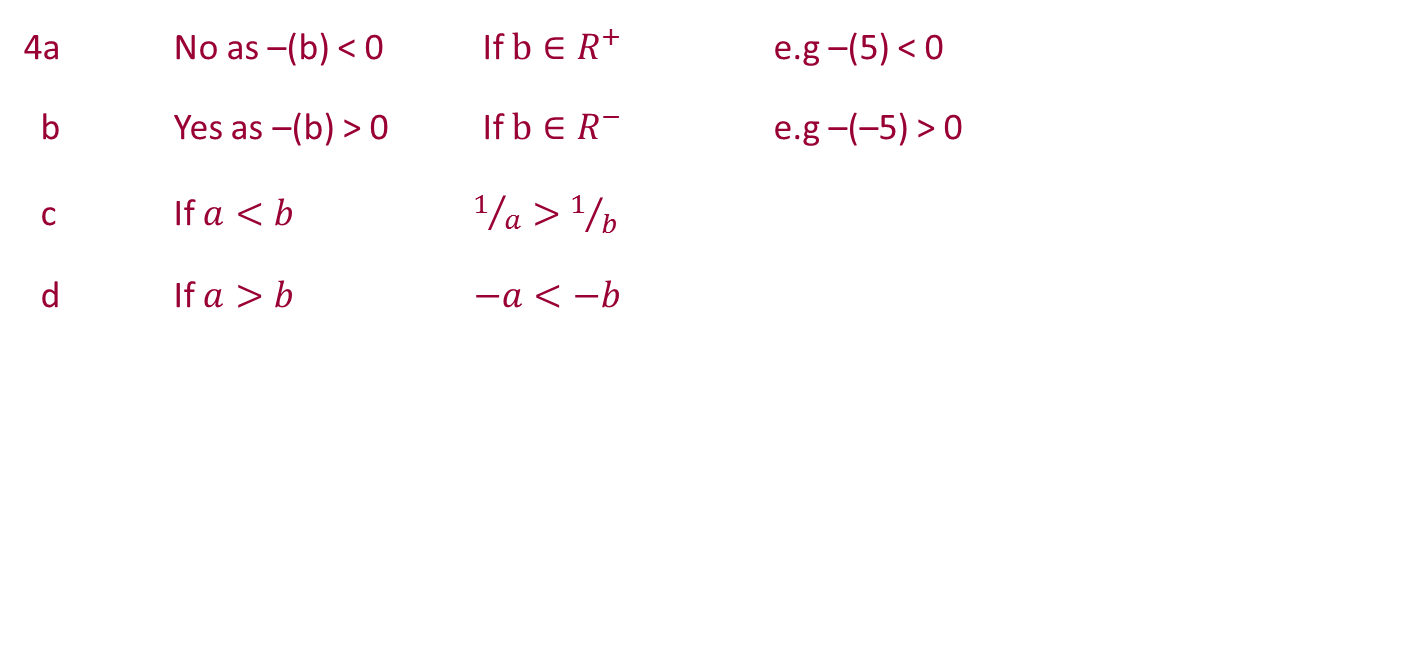 4a No as –(b) < 0 If b ∈ R⁺ e.g –(5) < 0
b Yes as –(b) > 0 If b ∈ R⁻ e.g –(–5) > 0
c If a < b 1/a > 1/b
d If a > b −a < −b